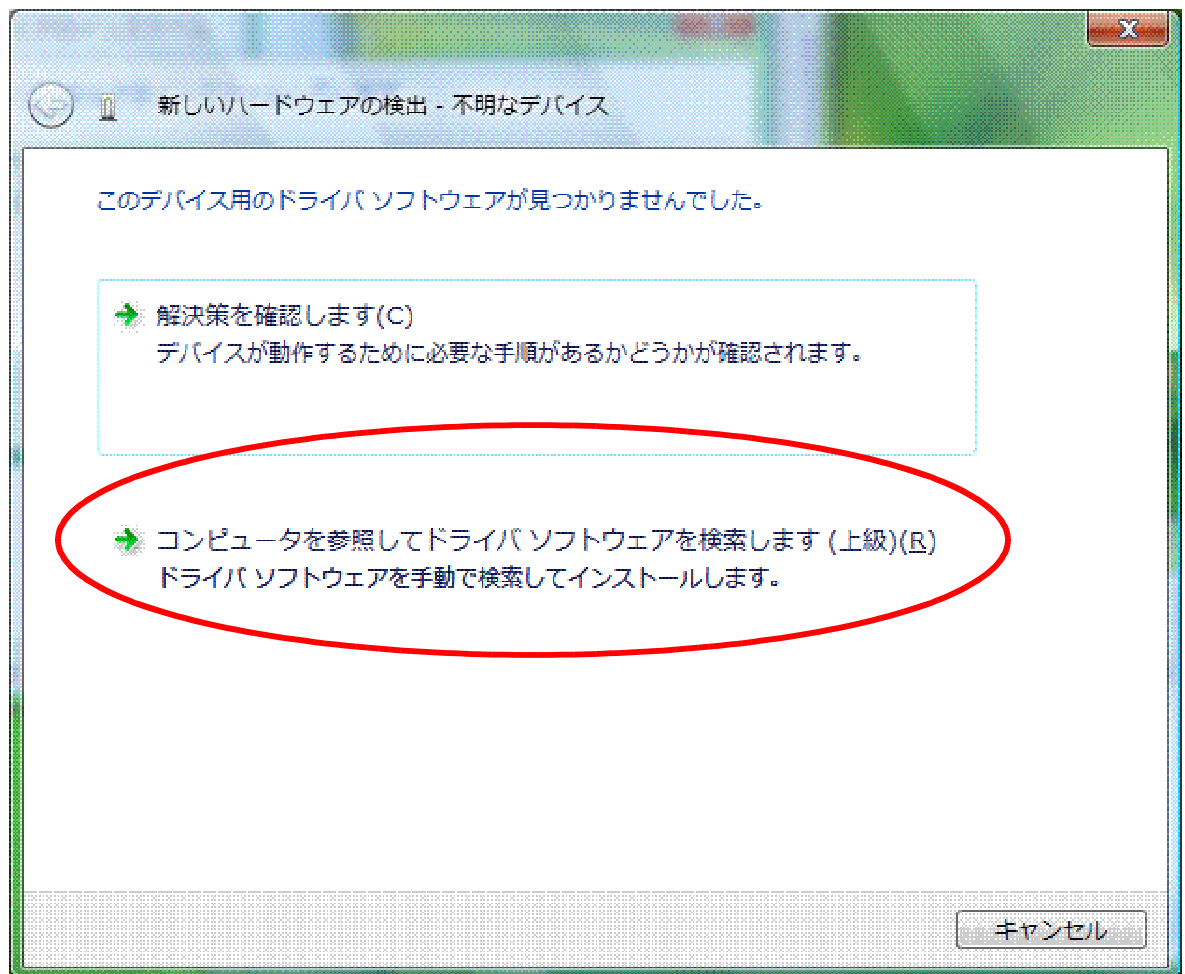 新しいハードウェアの検出 - 不明なデバイス
このデバイス用のドライバ ソフトウェアが見つかりませんでした。
解決策を確認します(C)
デバイスが動作するために必要な手順があるかどうかが確認されます。
コンピュータを参照してドライバ ソフトウェアを検索します (上級)(R)
ドライバ ソフトウェアを手動で検索してインストールします。
キャンセル